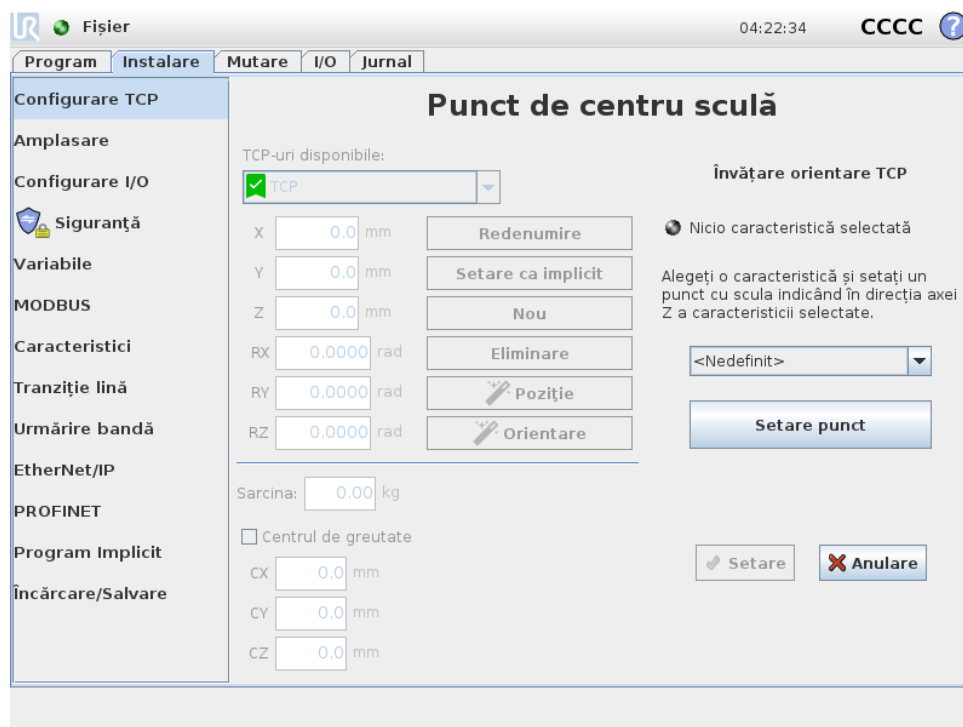 UR Fișier 04:22:34 CCCC ?
Program Instalare Mutare I/O Jurnal
Configurare TCP
Amplasare
Configurare I/O
Siguranţă
Variabile
MODBUS
Caracteristici
Tranziție lină
Urmărire bandă
EtherNet/IP
PROFINET
Program Implicit
Încărcare/Salvare
Punct de centru sculă
TCP-uri disponibile:
TCP
X 0.0 mm Redenumire
Y 0.0 mm Setare ca implicit
Z 0.0 mm Nou
RX 0.0000 rad Eliminare
RY 0.0000 rad Poziţie
RZ 0.0000 rad Orientare
Sarcina: 0.00 kg
Centrul de greutate
CX 0.0 mm
CY 0.0 mm
CZ 0.0 mm
Învățare orientare TCP
Nicio caracteristică selectată
Alegeți o caracteristică și setați un
punct cu scula indicând în direcția axei
Z a caracteristicii selectate.
<Nedefinit>
Setare punct
Setare Anulare